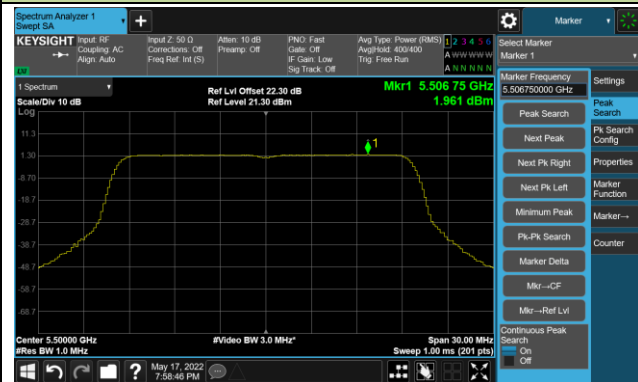 Spectrum Analyzer 1
Swept SA
+
Marker
KEYSIGHT
Input: RF
Coupling: AC
Align: Auto
Input Z: 50 Ω
Corrections: Off
Freq Ref: Int (S)
Atten: 10 dB
Preamp: Off
PNO: Fast
Gate: Off
IF Gain: Low
Sig Track: Off
Avg Type: Power (RMS)
Avg|Hold: 400/400
Trig: Free Run
1 2 3 4 5 6
A W W W W W
A N N N N N
LXI
Select Marker
Marker 1
1 Spectrum
Scale/Div 10 dB
Log
Ref Lvl Offset 22.30 dB
Ref Level 21.30 dBm
Mkr1 5.506 75 GHz
1.961 dBm
Marker Frequency
5.506750000 GHz
Settings
Peak Search
Peak
Search
Next Peak
Pk Search
Config
Next Pk Right
Properties
Next Pk Left
Marker
Function
Minimum Peak
Marker→
Pk-Pk Search
Counter
Marker Delta
Mkr→CF
Mkr→Ref Lvl
Continuous Peak
Search
On
Off
11.3
1.30
-8.70
-18.7
-28.7
-38.7
-48.7
-58.7
-68.7
1
Center 5.50000 GHz
#Res BW 1.0 MHz
#Video BW 3.0 MHz*
Span 30.00 MHz
Sweep 1.00 ms (201 pts)
?
May 17, 2022
7:58:46 PM